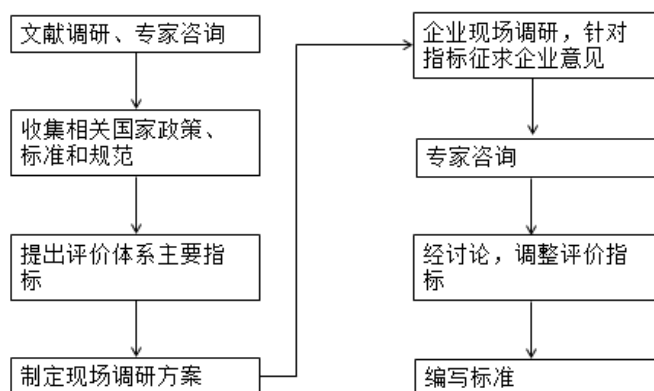 文献调研、专家咨询
收集相关国家政策、
标准和规范
提出评价体系主要指
标
制定现场调研方案
企业现场调研，针对
指标征求企业意见
专家咨询
经讨论，调整评价指
标
编写标准